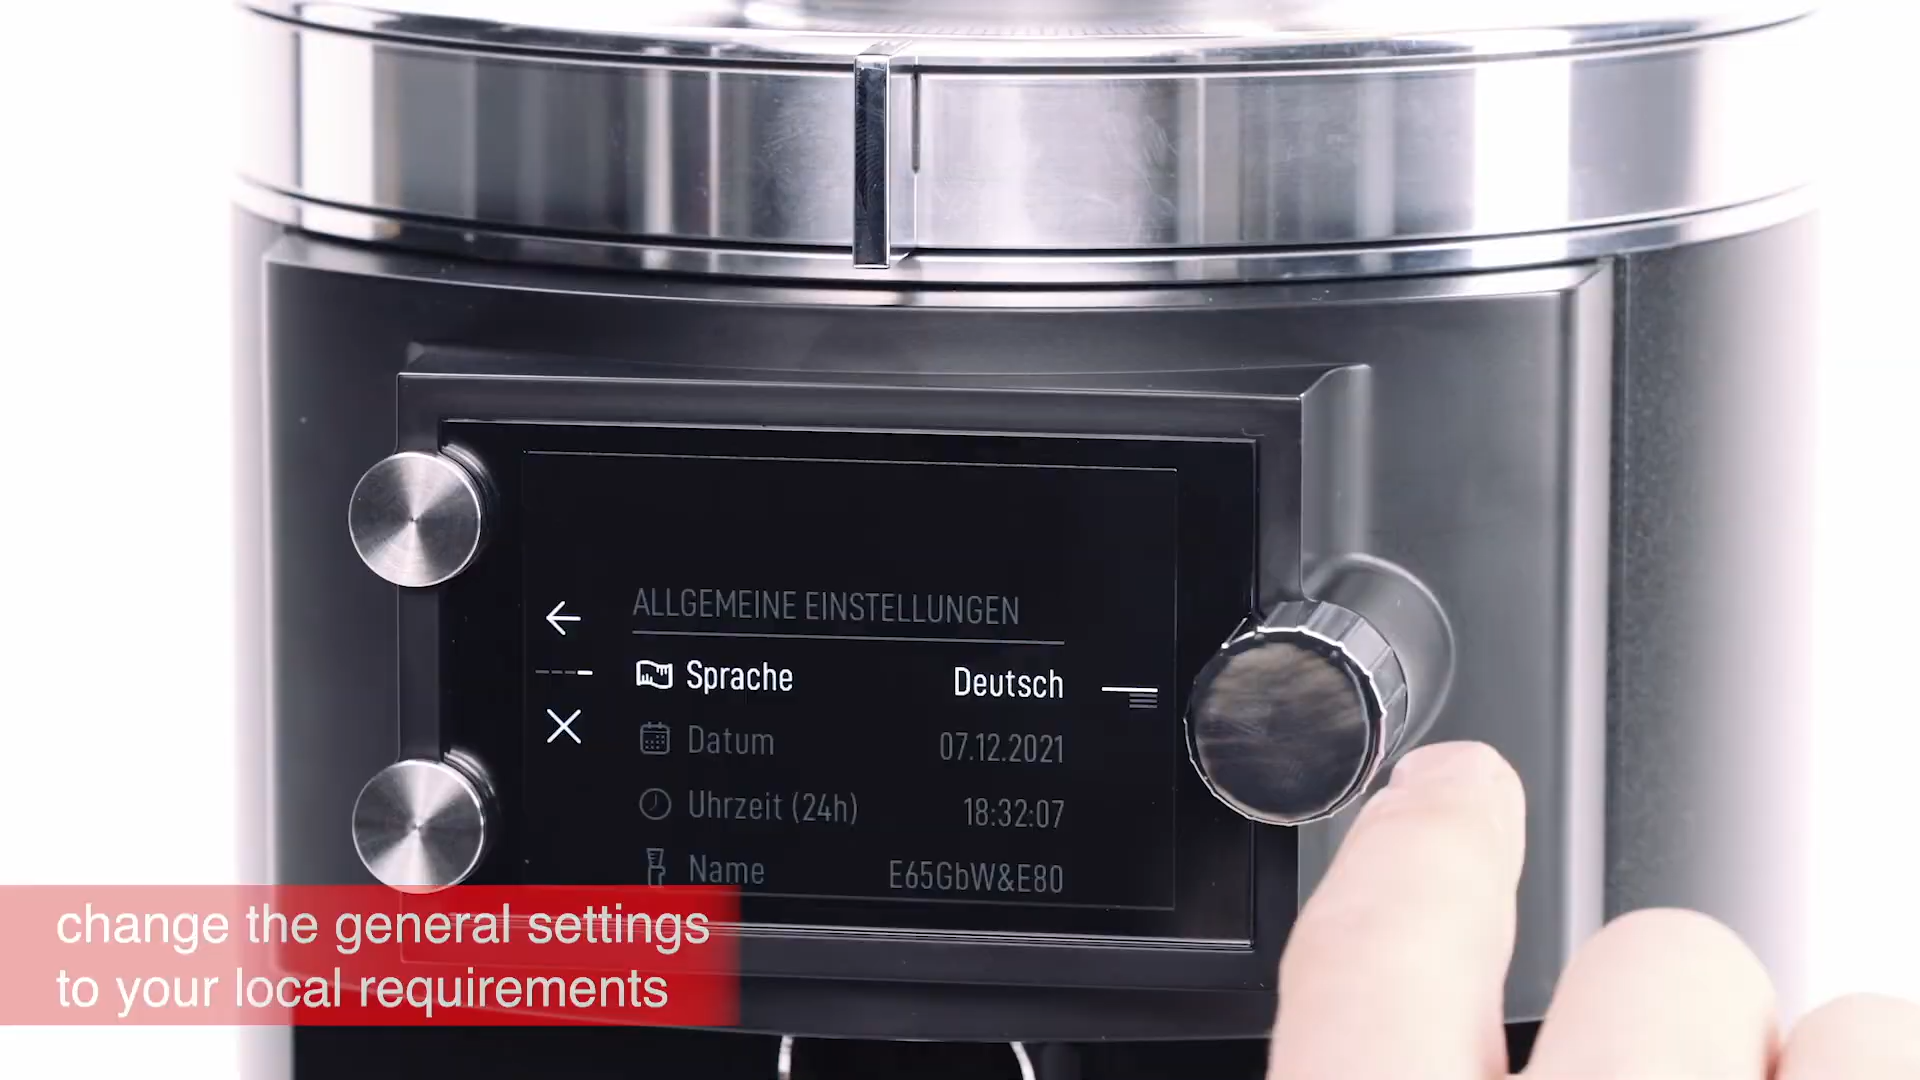 ALLGEMEINE EINSTELLUNGEN
Sprache Deutsch
Datum 07.12.2021
Uhrzeit (24h) 18:32:07
Name E65GbW&E80
change the general settings
to your local requirements